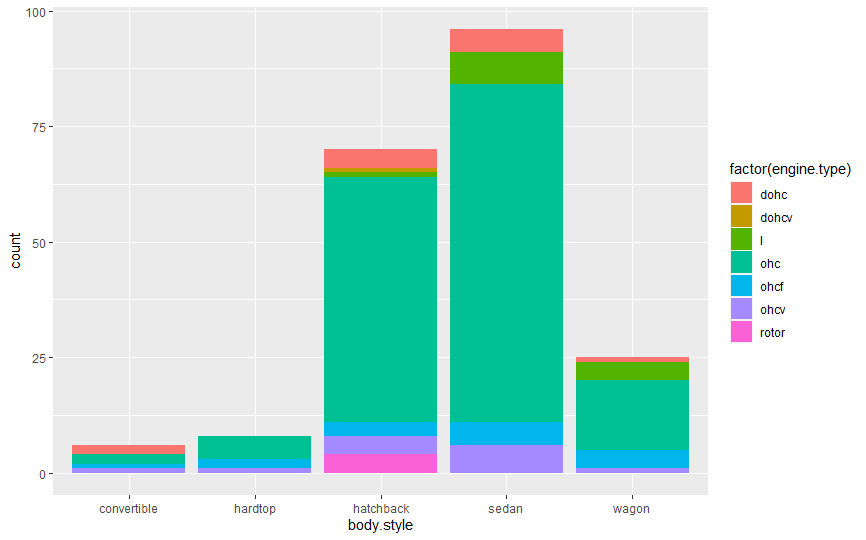 100
75
50
25
0
count
convertible hardtop hatchback sedan wagon
body.style
factor(engine.type)
dohc
dohcv
l
ohc
ohcf
ohcv
rotor